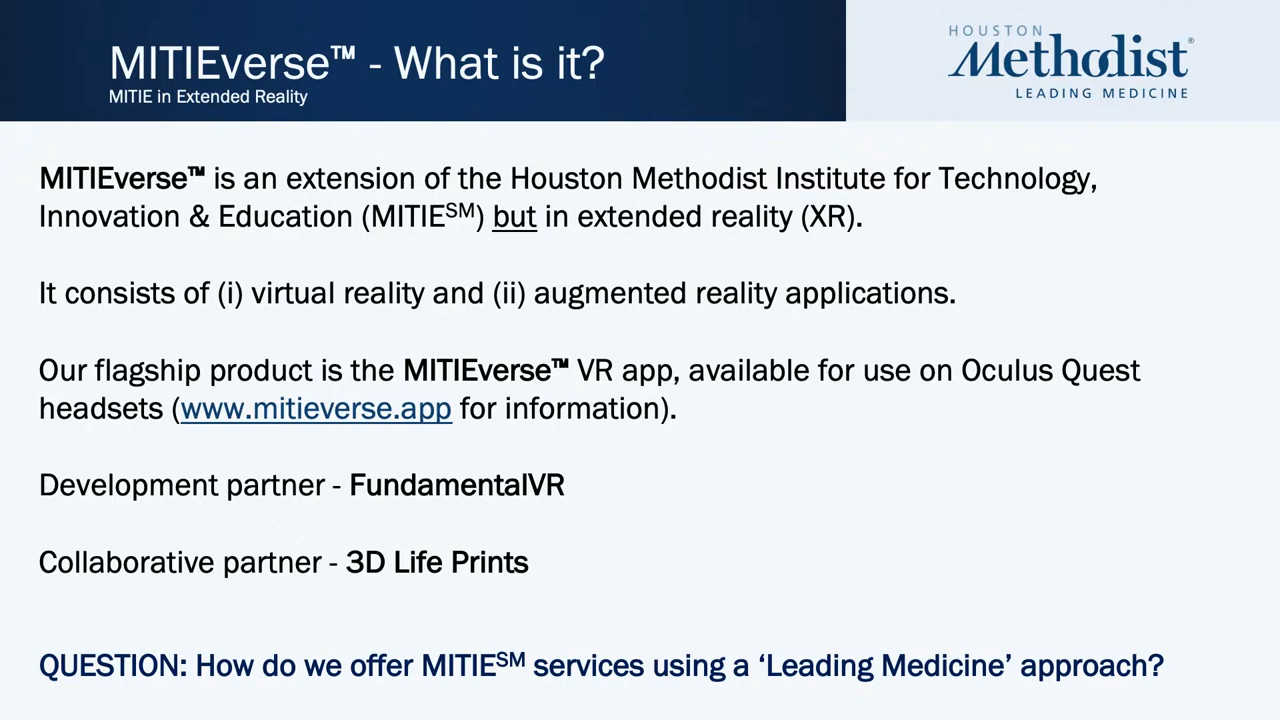 MITIEverse™ - What is it?
MITIE in Extended Reality
HOUSTON
Methodist®
LEADING MEDICINE
MITIEverse™ is an extension of the Houston Methodist Institute for Technology,
Innovation & Education (MITIE℠) but in extended reality (XR).
It consists of (i) virtual reality and (ii) augmented reality applications.
Our flagship product is the MITIEverse™ VR app, available for use on Oculus Quest
headsets (www.mitieverse.app for information).
Development partner - FundamentalVR
Collaborative partner - 3D Life Prints
QUESTION: How do we offer MITIE℠ services using a ‘Leading Medicine’ approach?